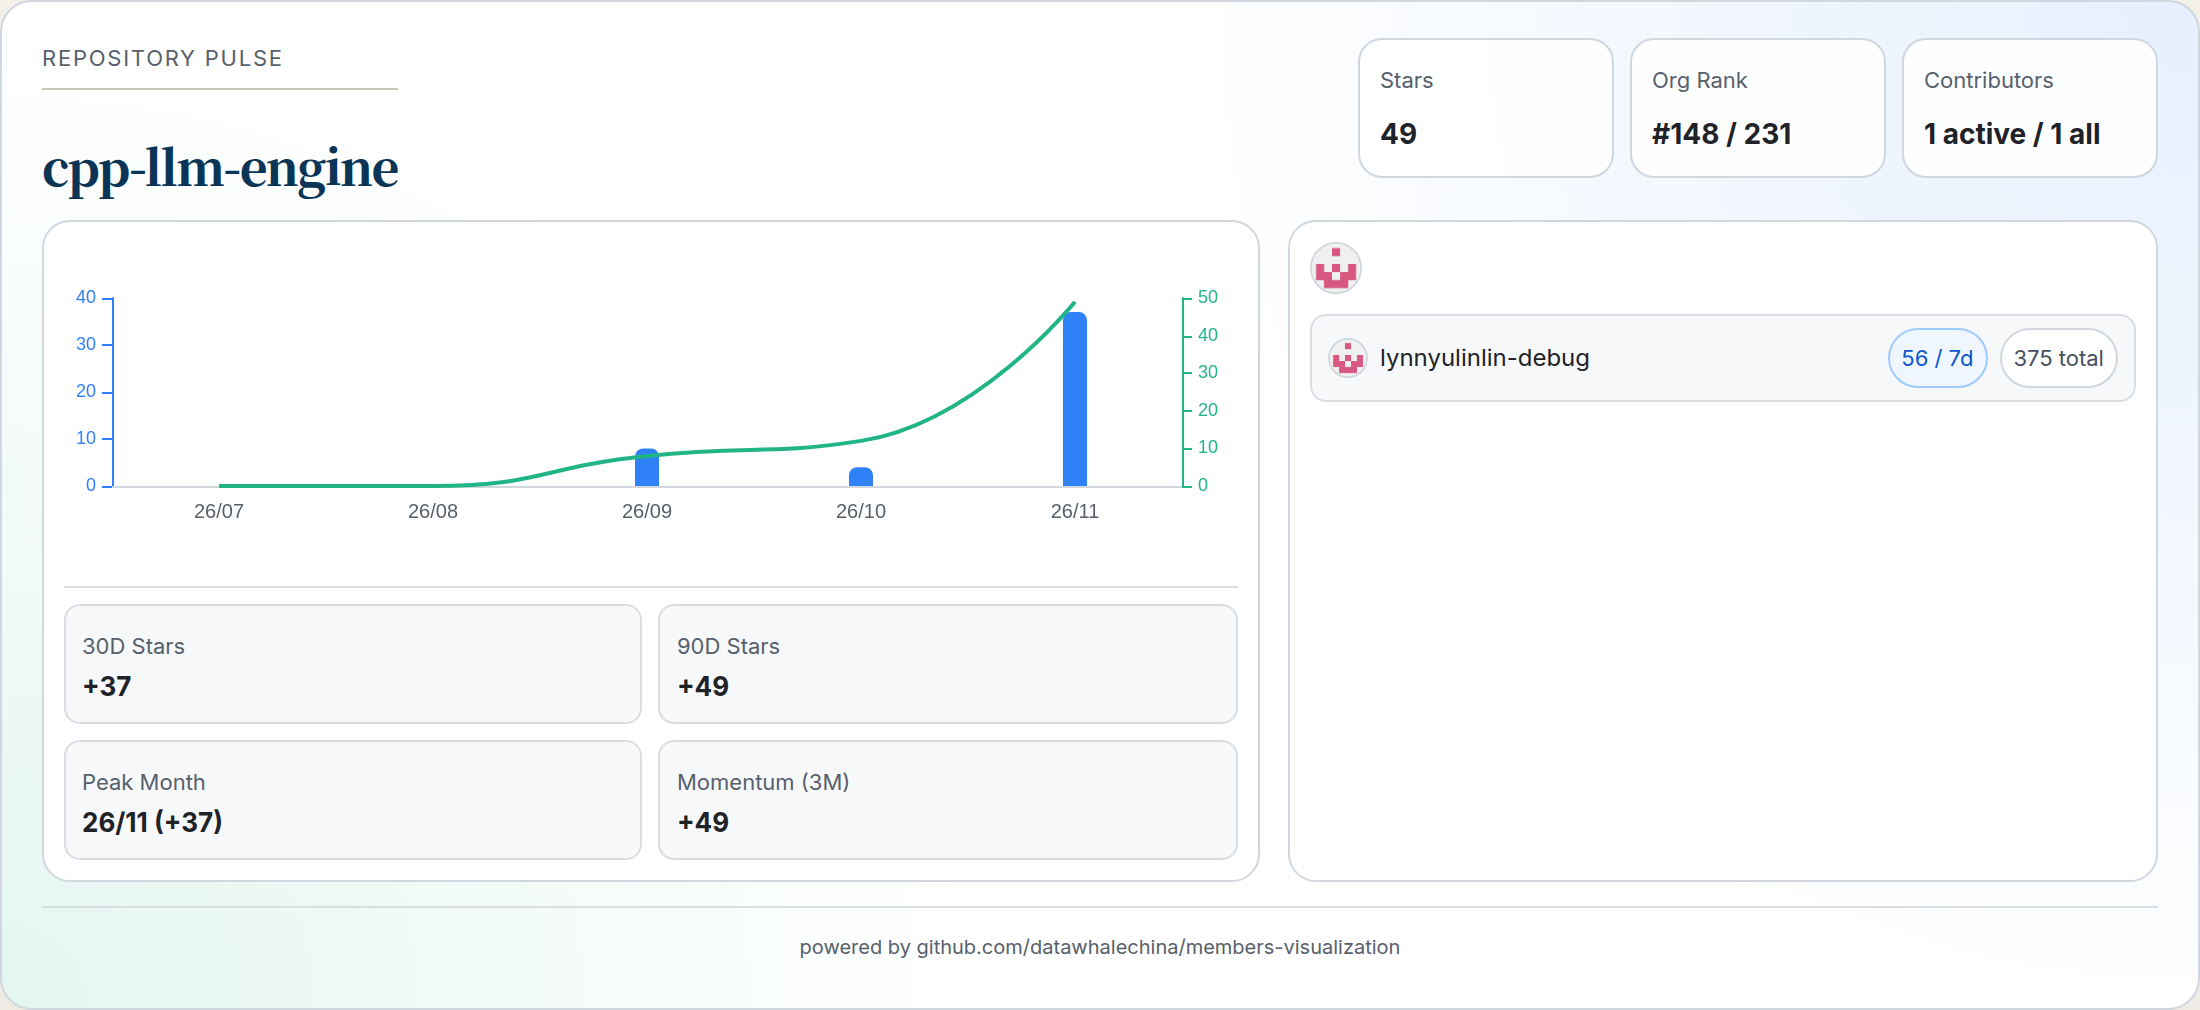 REPOSITORY PULSE
cpp-llm-engine
Stars
49
Org Rank
#148 / 231
Contributors
1 active / 1 all
40
30
20
10
0
50
40
30
20
10
0
26/07 26/08 26/09 26/10 26/11
30D Stars
+37
90D Stars
+49
Peak Month
26/11 (+37)
Momentum (3M)
+49
lynnyulinlin-debug 56 / 7d 375 total
powered by github.com/datawhalechina/members-visualization